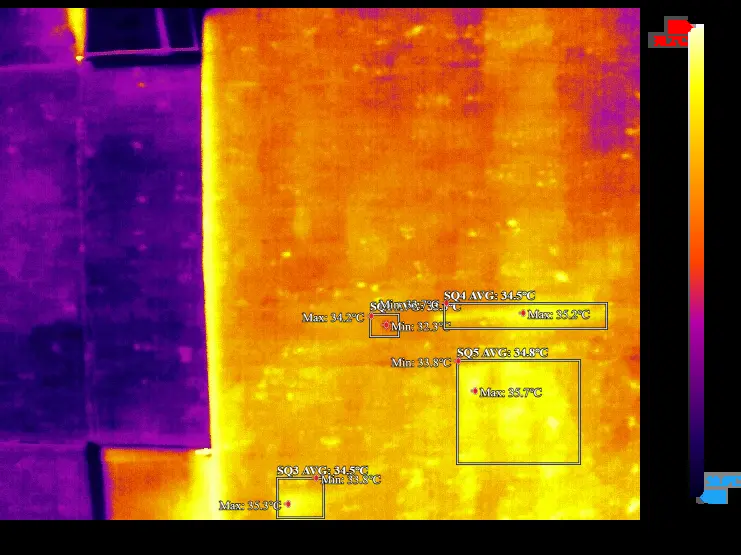 SQ4 AVG: 34.5°C
Max: 34.2°C
Max: 35.2°C
Min: 32.3°C
SQ5 AVG: 34.8°C
Min: 33.8°C
Max: 35.7°C
SQ3 AVG: 34.5°C
Min: 33.8°C
Max: 35.3°C